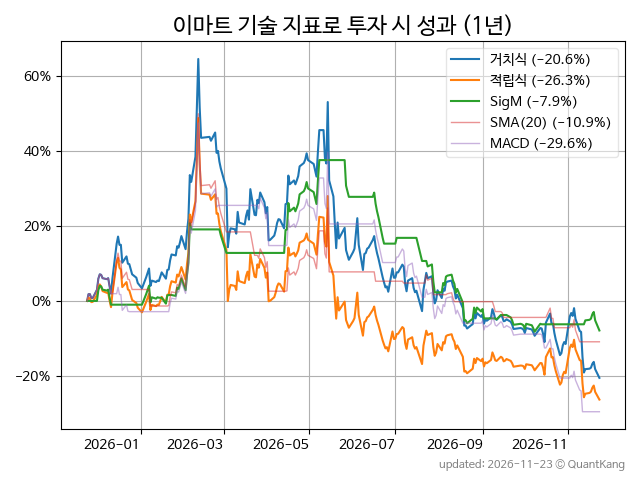 이마트 기술 지표로 투자 시 성과 (1년)
거치식 (−20.6%)
적립식 (−26.3%)
SigM (−7.9%)
SMA(20) (−10.9%)
MACD (−29.6%)
60%
40%
20%
0%
−20%
2026−01 2026−03 2026−05 2026−07 2026−09 2026−11
updated: 2026−11−23 ⓒ QuantKang